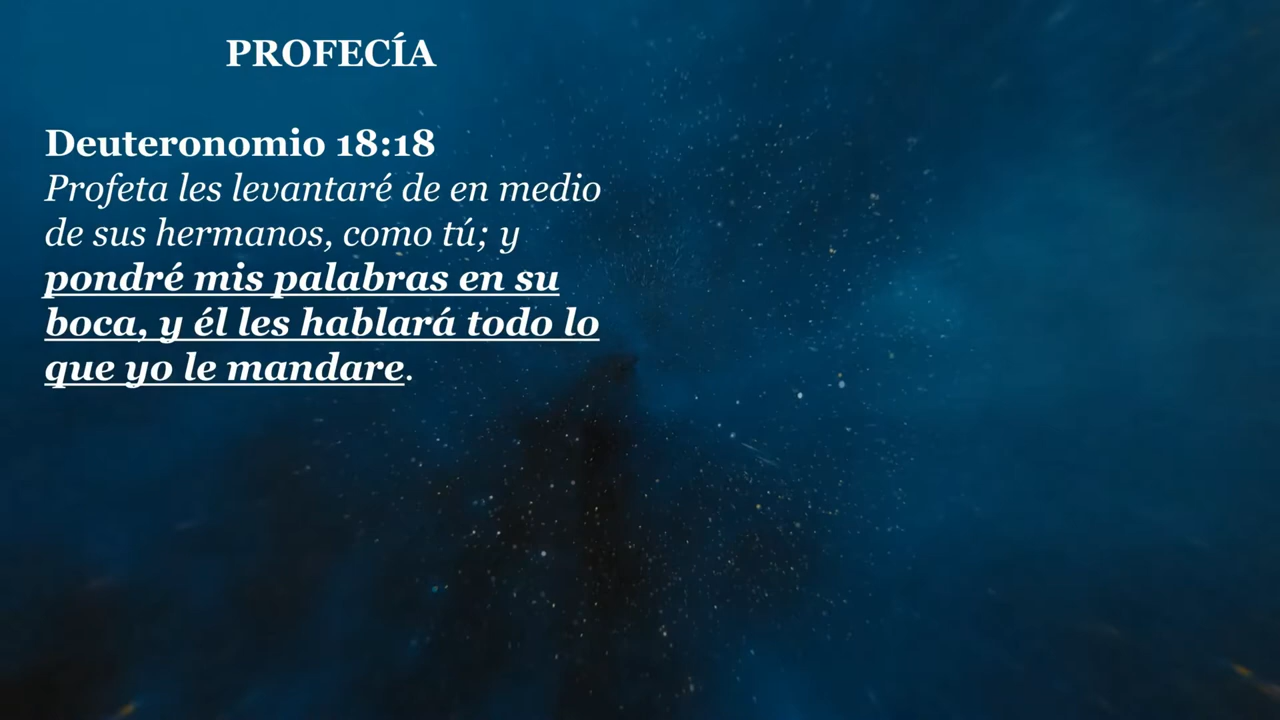 PROFECÍA
Deuteronomio 18:18
Profeta les levantaré de en medio
de sus hermanos, como tú; y
pondré mis palabras en su
boca, y él les hablará todo lo
que yo le mandare.